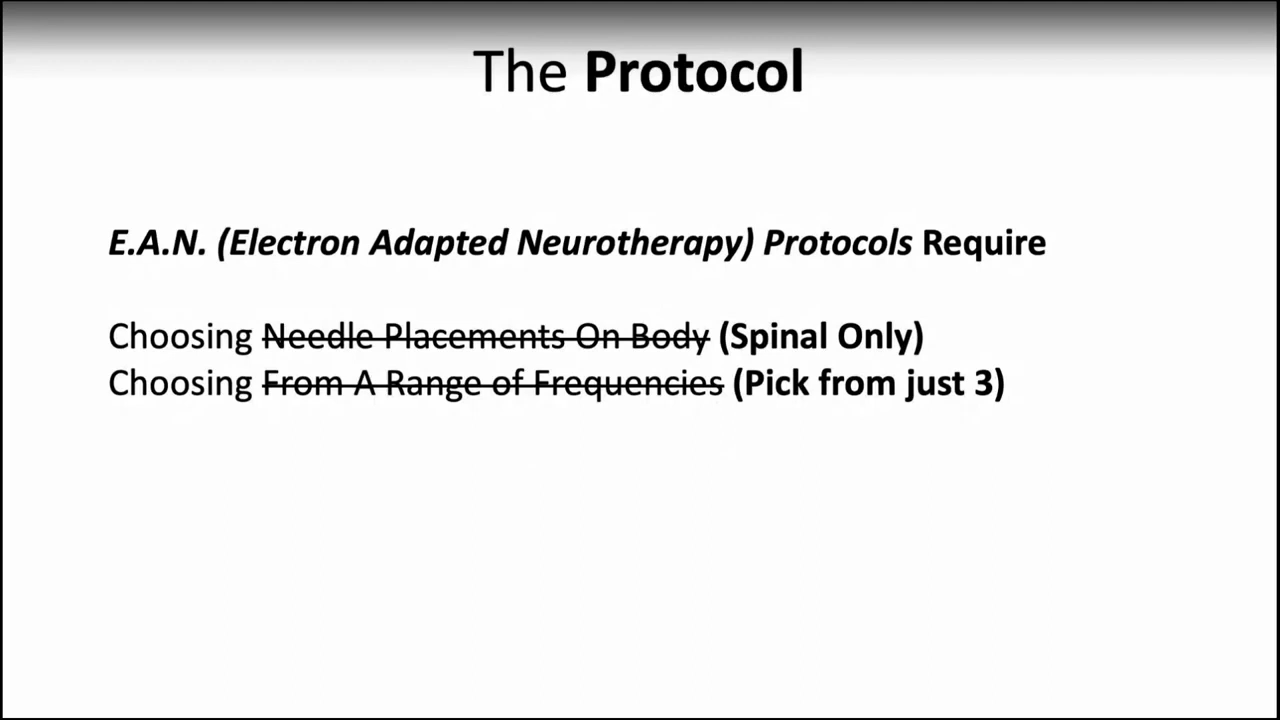 The Protocol
E.A.N. (Electron Adapted Neurotherapy) Protocols Require
Choosing Needle Placements On Body (Spinal Only)
Choosing From A Range of Frequencies (Pick from just 3)